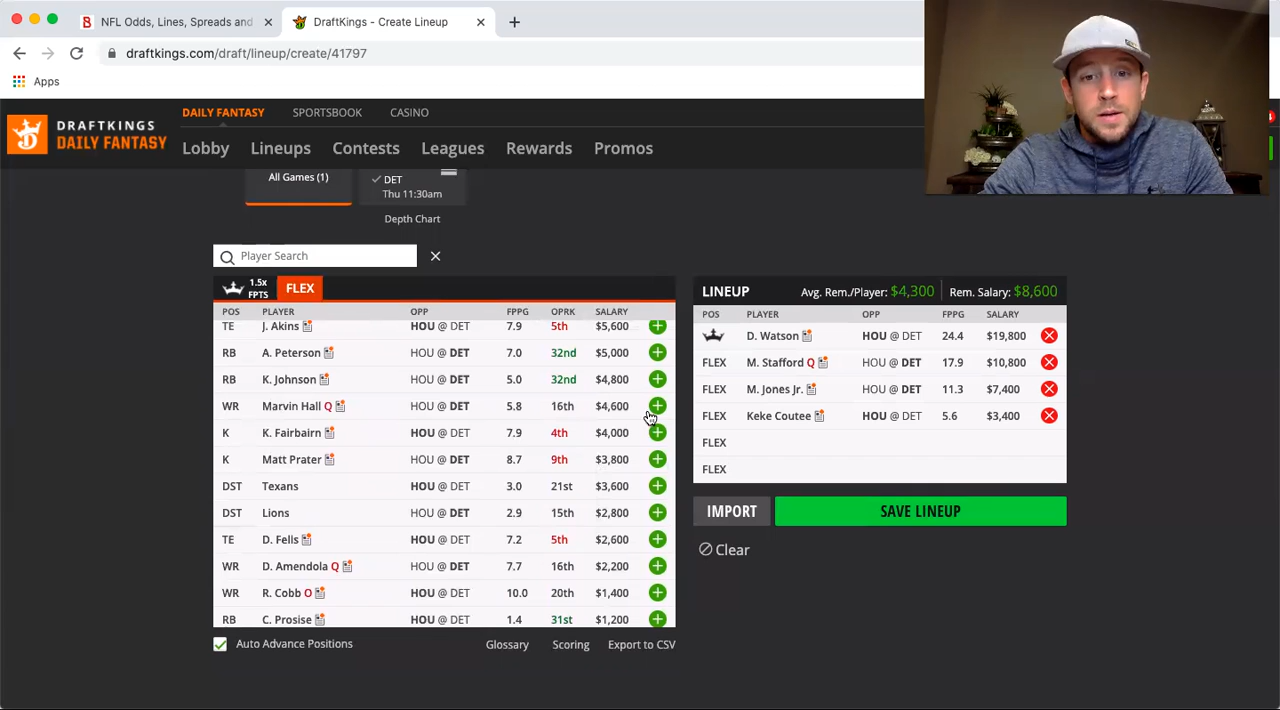 NFL Odds, Lines, Spreads and
DraftKings - Create Lineup
draftkings.com/draft/lineup/create/41797
Apps
DAILY FANTASY SPORTSBOOK CASINO
DRAFTKINGS
DAILY FANTASY
Lobby Lineups Contests Leagues Rewards Promos
All Games (1)
DET
Thu 11:30am
Depth Chart
Player Search
1.5x
FPTS
FLEX
POS PLAYER OPP FPPG OPRK SALARY
TE J. Akins HOU @ DET 7.9 5th $5,600
RB A. Peterson HOU @ DET 7.0 32nd $5,000
RB K. Johnson HOU @ DET 5.0 32nd $4,800
WR Marvin Hall Q HOU @ DET 5.8 16th $4,600
K K. Fairbairn HOU @ DET 7.9 4th $4,000
K Matt Prater HOU @ DET 8.7 9th $3,800
DST Texans HOU @ DET 3.0 21st $3,600
DST Lions HOU @ DET 2.9 15th $2,800
TE D. Fells HOU @ DET 7.2 5th $2,600
WR D. Amendola Q HOU @ DET 7.7 16th $2,200
WR R. Cobb O HOU @ DET 10.0 20th $1,400
RB C. Prosise HOU @ DET 1.4 31st $1,200
Auto Advance Positions Glossary Scoring Export to CSV
LINEUP Avg. Rem./Player: $4,300 Rem. Salary: $8,600
POS PLAYER OPP FPPG SALARY
D. Watson HOU @ DET 24.4 $19,800
FLEX M. Stafford Q HOU @ DET 17.9 $10,800
FLEX M. Jones Jr. HOU @ DET 11.3 $7,400
FLEX Keke Coutee HOU @ DET 5.6 $3,400
FLEX
FLEX
IMPORT SAVE LINEUP
Clear